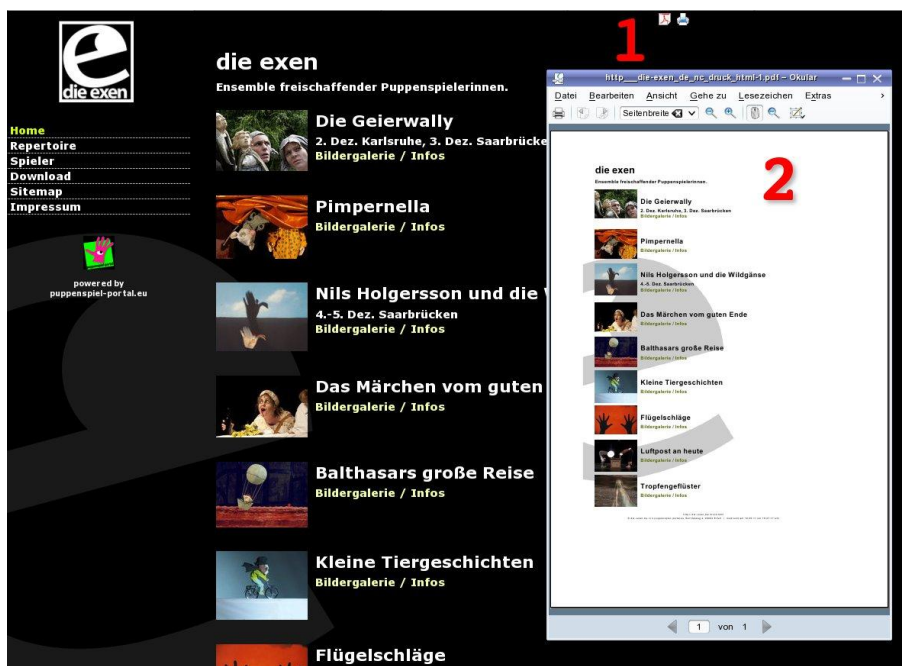 die exen
Home
Repertoire
Spieler
Download
Sitemap
Impressum
powered by
puppenspiel-portal.eu
die exen
Ensemble freischaffender Puppenspielerinnen.
Die Geierwally
2. Dez. Karlsruhe, 3. Dez. Saarbrücke
Bildergalerie / Infos
Pimpernella
Bildergalerie / Infos
Nils Holgersson und die
4.-5. Dez. Saarbrücken
Bildergalerie / Infos
Das Märchen vom guten
Bildergalerie / Infos
Balthasars große Reise
Bildergalerie / Infos
Kleine Tiergeschichten
Bildergalerie / Infos
Flügelschläge
1
http__die-exen_de_nc_druck_html-1.pdf – Okular
Datei Bearbeiten Ansicht Gehe zu Lesezeichen Extras
Seitenbreite
2
die exen
Ensemble freischaffender Puppenspielerinnen.
Die Geierwally
2. Dez. Karlsruhe, 3. Dez. Saarbrücken
Bildergalerie / Infos
Pimpernella
Bildergalerie / Infos
Nils Holgersson und die Wildgänse
4.-5. Dez. Saarbrücken
Bildergalerie / Infos
Das Märchen vom guten Ende
Bildergalerie / Infos
Balthasars große Reise
Bildergalerie / Infos
Kleine Tiergeschichten
Bildergalerie / Infos
Flügelschläge
Bildergalerie / Infos
Luftpost an heute
Bildergalerie / Infos
Tropfengeflüster
Bildergalerie / Infos
1 von 1